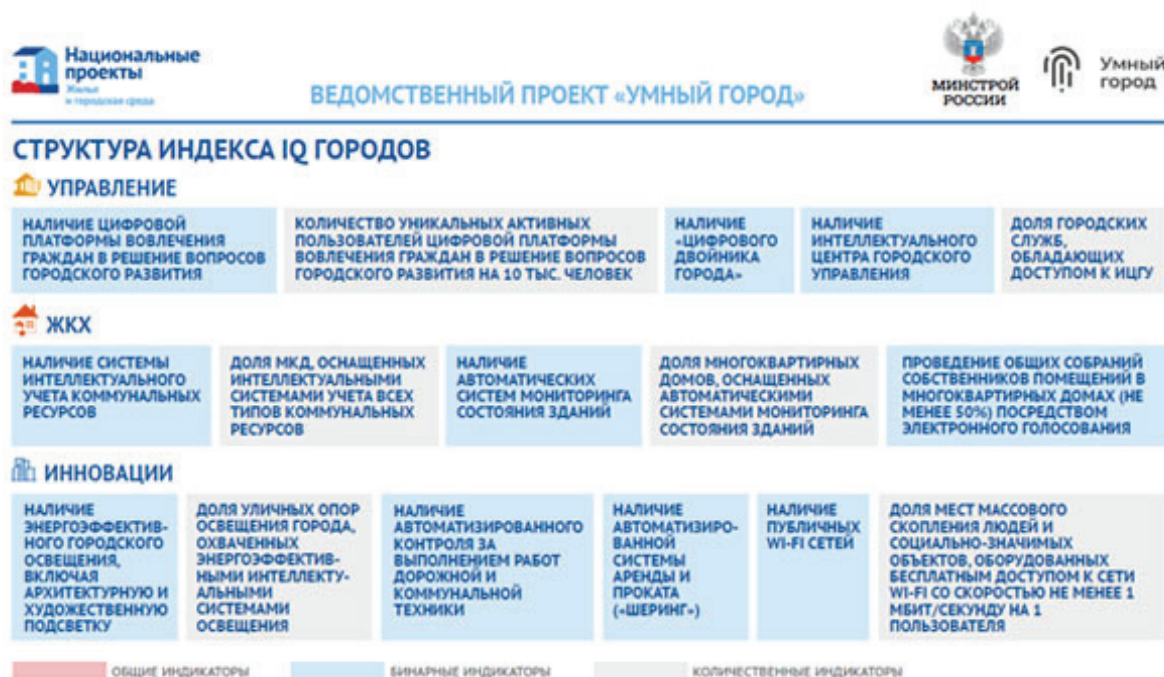 Национальные
проекты
Жилье
и городская среда
ВЕДОМСТВЕННЫЙ ПРОЕКТ «УМНЫЙ ГОРОД»
МИНСТРОЙ
РОССИИ
Умный
город
СТРУКТУРА ИНДЕКСА IQ ГОРОДОВ
УПРАВЛЕНИЕ
НАЛИЧИЕ ЦИФРОВОЙ
ПЛАТФОРМЫ ВОВЛЕЧЕНИЯ
ГРАЖДАН В РЕШЕНИЕ ВОПРОСОВ
ГОРОДСКОГО РАЗВИТИЯ
КОЛИЧЕСТВО УНИКАЛЬНЫХ АКТИВНЫХ
ПОЛЬЗОВАТЕЛЕЙ ЦИФРОВОЙ ПЛАТФОРМЫ
ВОВЛЕЧЕНИЯ ГРАЖДАН В РЕШЕНИЕ ВОПРОСОВ
ГОРОДСКОГО РАЗВИТИЯ НА 10 ТЫС. ЧЕЛОВЕК
НАЛИЧИЕ
«ЦИФРОВОГО
ДВОЙНИКА
ГОРОДА»
НАЛИЧИЕ
ИНТЕЛЛЕКТУАЛЬНОГО
ЦЕНТРА ГОРОДСКОГО
УПРАВЛЕНИЯ
ДОЛЯ ГОРОДСКИХ
СЛУЖБ,
ОБЛАДАЮЩИХ
ДОСТУПОМ К ИЦГУ
ЖКХ
НАЛИЧИЕ СИСТЕМЫ
ИНТЕЛЛЕКТУАЛЬНОГО
УЧЕТА КОММУНАЛЬНЫХ
РЕСУРСОВ
ДОЛЯ МКД, ОСНАЩЕННЫХ
ИНТЕЛЛЕКТУАЛЬНЫМИ
СИСТЕМАМИ УЧЕТА ВСЕХ
ТИПОВ КОММУНАЛЬНЫХ
РЕСУРСОВ
НАЛИЧИЕ
АВТОМАТИЧЕСКИХ
СИСТЕМ МОНИТОРИНГА
СОСТОЯНИЯ ЗДАНИЙ
ДОЛЯ МНОГОКВАРТИРНЫХ
ДОМОВ, ОСНАЩЕННЫХ
АВТОМАТИЧЕСКИМИ
СИСТЕМАМИ МОНИТОРИНГА
СОСТОЯНИЯ ЗДАНИЙ
ПРОВЕДЕНИЕ ОБЩИХ СОБРАНИЙ
СОБСТВЕННИКОВ ПОМЕЩЕНИЙ В
МНОГОКВАРТИРНЫХ ДОМАХ (НЕ
МЕНЕЕ 50%) ПОСРЕДСТВОМ
ЭЛЕКТРОННОГО ГОЛОСОВАНИЯ
ИННОВАЦИИ
НАЛИЧИЕ
ЭНЕРГОЭФФЕКТИВ-
НОГО ГОРОДСКОГО
ОСВЕЩЕНИЯ,
ВКЛЮЧАЯ
АРХИТЕКТУРНУЮ И
ХУДОЖЕСТВЕННУЮ
ПОДСВЕТКУ
ДОЛЯ УЛИЧНЫХ ОПОР
ОСВЕЩЕНИЯ ГОРОДА,
ОХВАЧЕННЫХ
ЭНЕРГОЭФФЕКТИВ-
НЫМИ ИНТЕЛЛЕКТУ-
АЛЬНЫМИ
СИСТЕМАМИ
ОСВЕЩЕНИЯ
НАЛИЧИЕ
АВТОМАТИЗИРОВАННОГО
КОНТРОЛЯ ЗА
ВЫПОЛНЕНИЕМ РАБОТ
ДОРОЖНОЙ И
КОММУНАЛЬНОЙ
ТЕХНИКИ
НАЛИЧИЕ
АВТОМАТИЗИРО-
ВАННОЙ
СИСТЕМЫ
АРЕНДЫ И
ПРОКАТА
(«ШЕРИНГ»)
НАЛИЧИЕ
ПУБЛИЧНЫХ
WI-FI СЕТЕЙ
ДОЛЯ МЕСТ МАССОВОГО
СКОПЛЕНИЯ ЛЮДЕЙ И
СОЦИАЛЬНО-ЗНАЧИМЫХ
ОБЪЕКТОВ, ОБОРУДОВАННЫХ
БЕСПЛАТНЫМ ДОСТУПОМ К СЕТИ
WI-FI СО СКОРОСТЬЮ НЕ МЕНЕЕ 1
МБИТ/СЕКУНДУ НА 1
ПОЛЬЗОВАТЕЛЯ
ОБЩИЕ ИНДИКАТОРЫ
БИНАРНЫЕ ИНДИКАТОРЫ
КОЛИЧЕСТВЕННЫЕ ИНДИКАТОРЫ